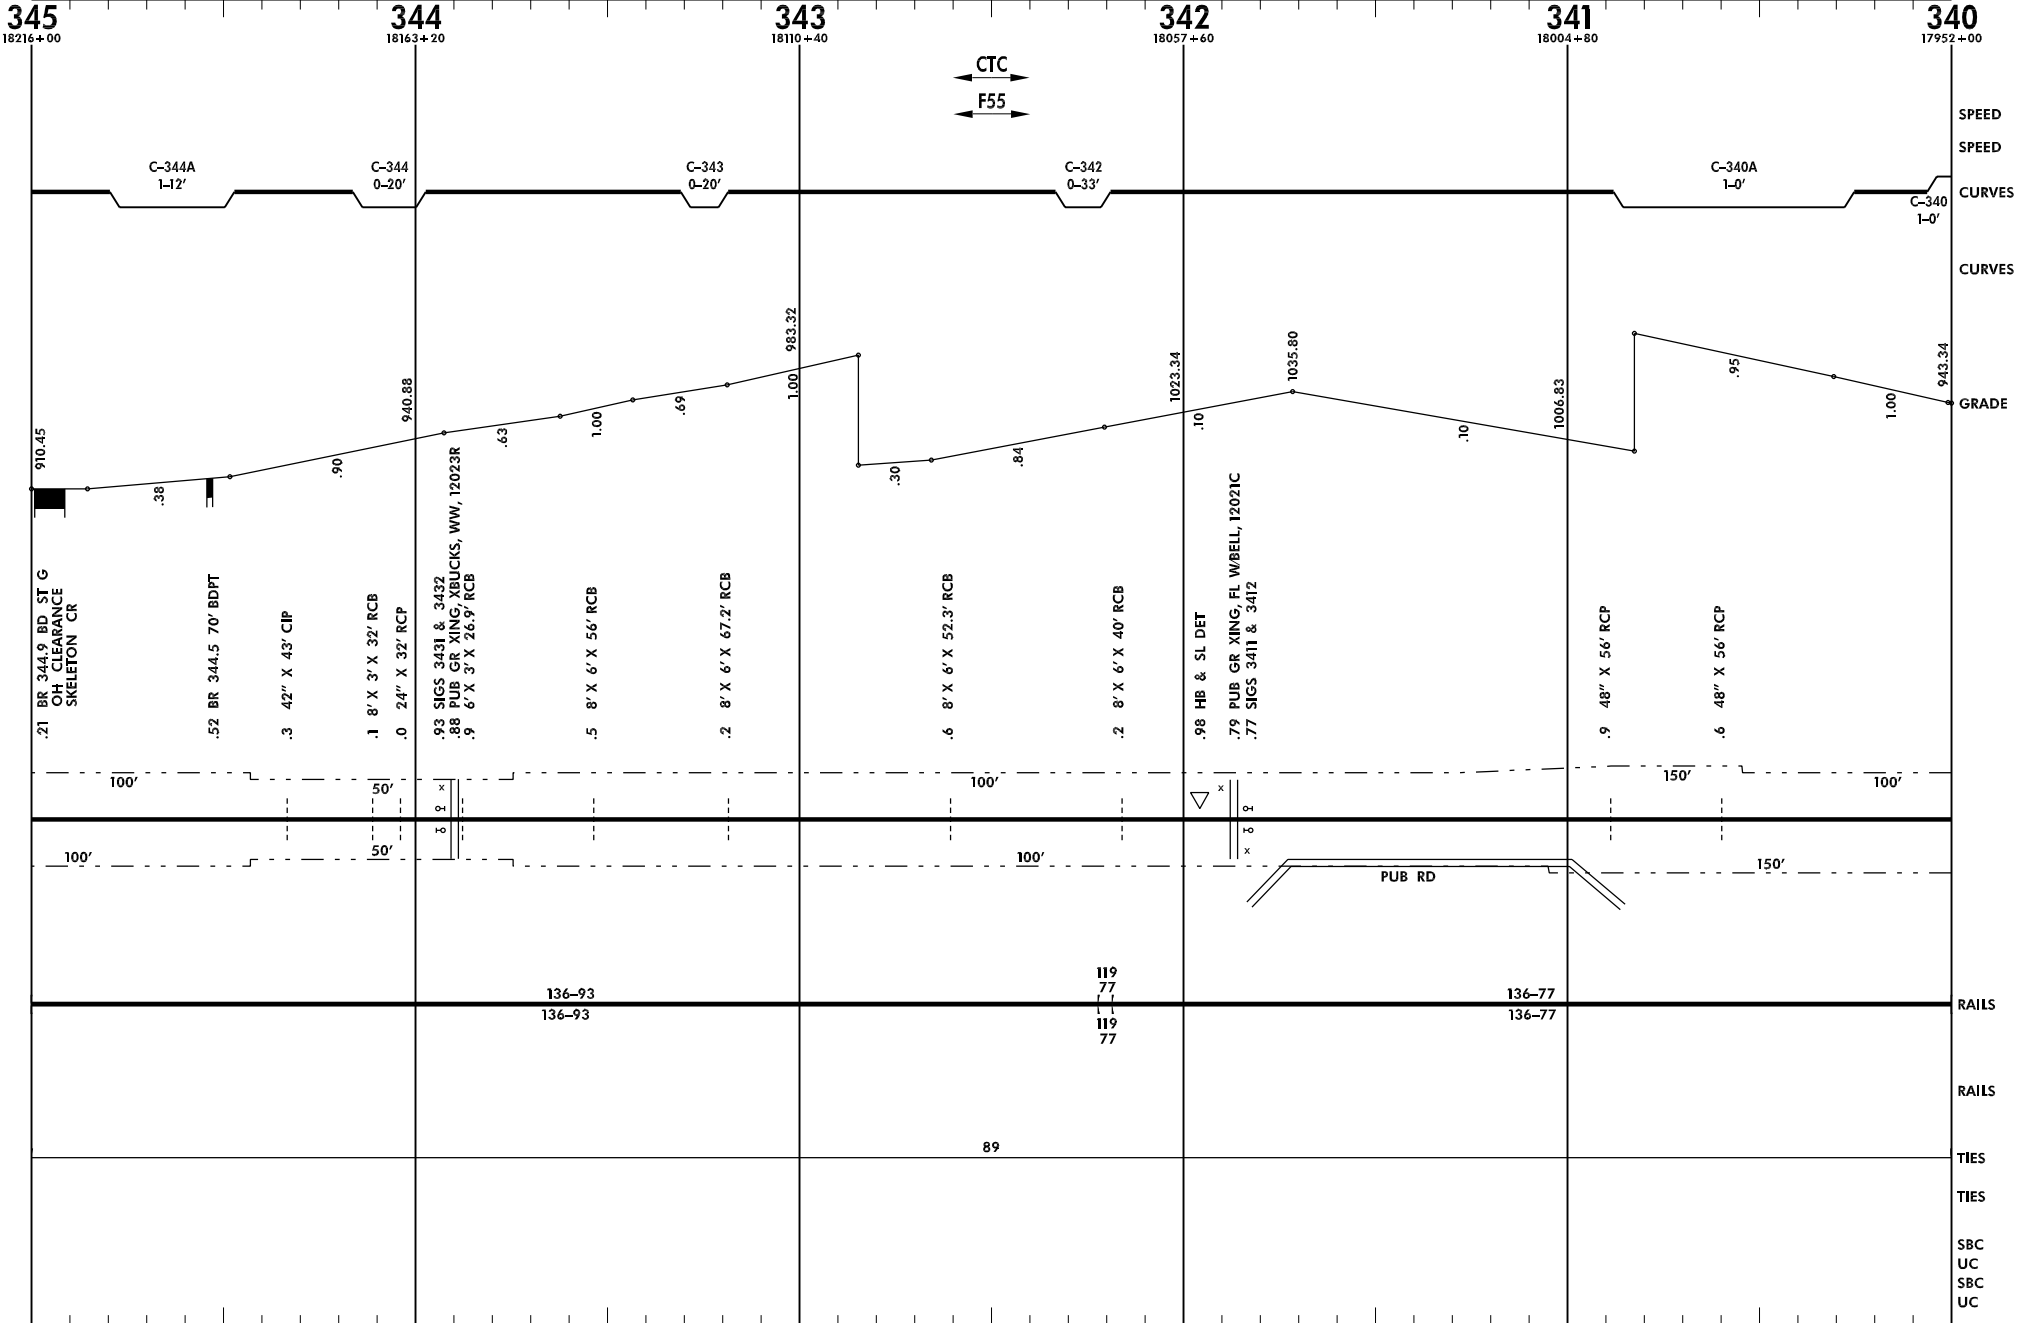 345 344 343 342 341 340
18216+00 18163+20 18110+40 18057+60 18004+80 17952+00
CTC
F55
SPEED
SPEED
C-344A
1-12'
C-344
0-20'
C-343
0-20'
C-342
0-33'
C-340A
1-0'
CURVES
C-340
1-0'
CURVES
910.45
.38
.90
940.88
.63
1.00
.69
983.32
1.00
.30
.84
1023.34
.10
1035.80
.10
1006.83
.95
1.00
943.34
GRADE
.21 BR 344.9 BD ST G
OH CLEARANCE
SKELETON CR
.52 BR 344.5 70' BDPT
.3 42" X 43' CIP
.1 8' X 3' X 32' RCB
.0 24" X 32' RCP
.93 SIGS 3431 & 3432
.88 PUB GR XING, XBUCKS, WW, 12023R
.9 6' X 3' X 26.9' RCB
.5 8' X 6' X 56' RCB
.2 8' X 6' X 67.2' RCB
.6 8' X 6' X 52.3' RCB
.2 8' X 6' X 40' RCB
.98 HB & SL DET
.79 PUB GR XING, FL W/BELL, 12021C
.77 SIGS 3411 & 3412
.9 48" X 56' RCP
.6 48" X 56' RCP
100' 50' 100' 150' 100'
x x
x
100' 50' 100' 150'
PUB RD
119
77
136-93 136-77
RAILS
136-93 136-77
119
77
RAILS
89
TIES
TIES
SBC
UC
SBC
UC